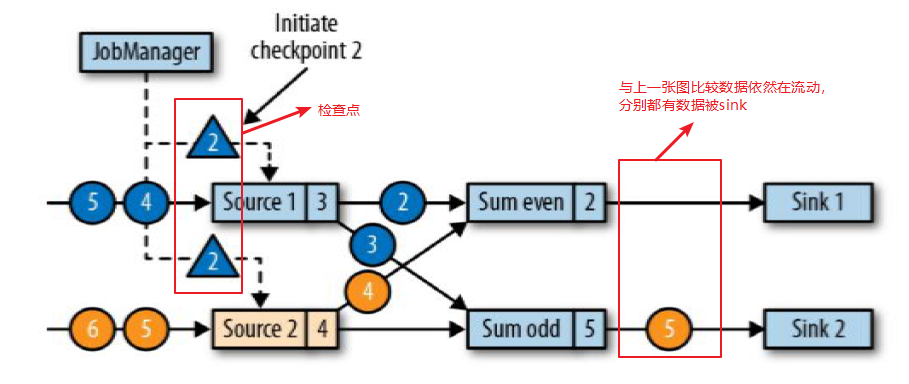 Initiate
checkpoint 2
JobManager
与上一张图比较数据依然在流动,
分别都有数据被sink
检查点
2
5
4
Source 1
3
2
Sum even
2
Sink 1
2
3
4
6
5
Source 2
4
Sum odd
5
5
Sink 2